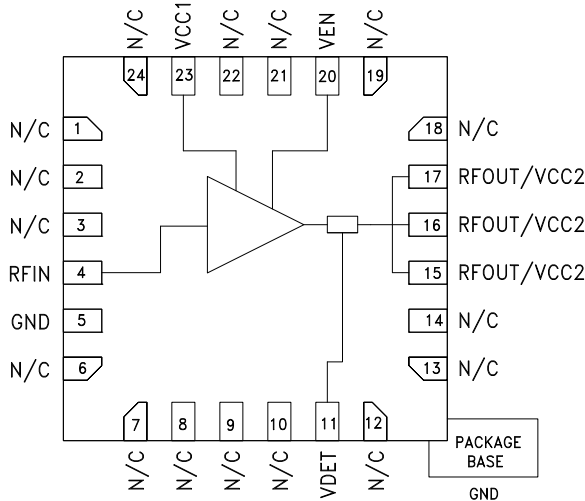 N/C
VCC1
N/C
N/C
VEN
N/C
24
23
22
21
20
19
N/C 1
18 N/C
N/C 2
17 RFOUT/VCC2
N/C 3
16 RFOUT/VCC2
RFIN 4
15 RFOUT/VCC2
GND 5
14 N/C
N/C 6
13 N/C
7
8
9
10
11
12
N/C
N/C
N/C
N/C
VDET
N/C
PACKAGE
BASE
GND